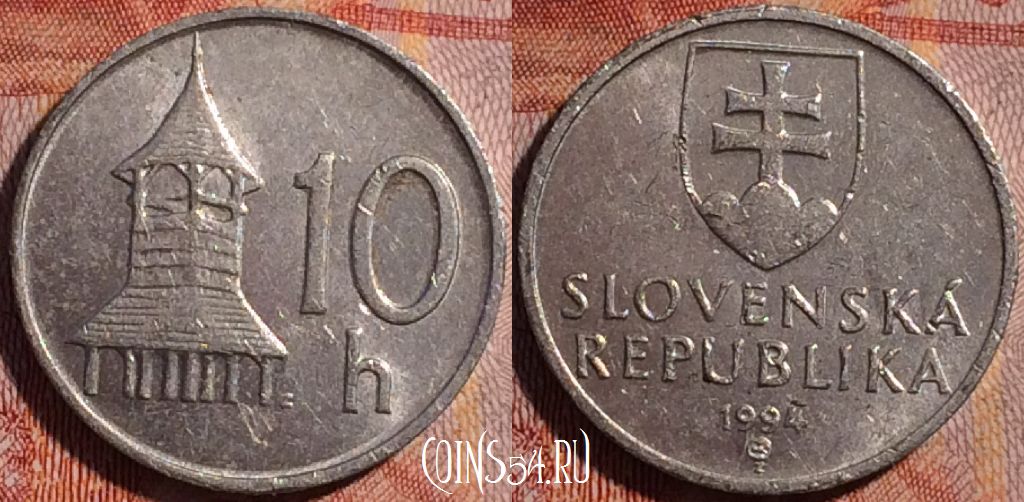 10
h
SLOVENSKÁ
REPUBLIKA
1994
COINS54.RU